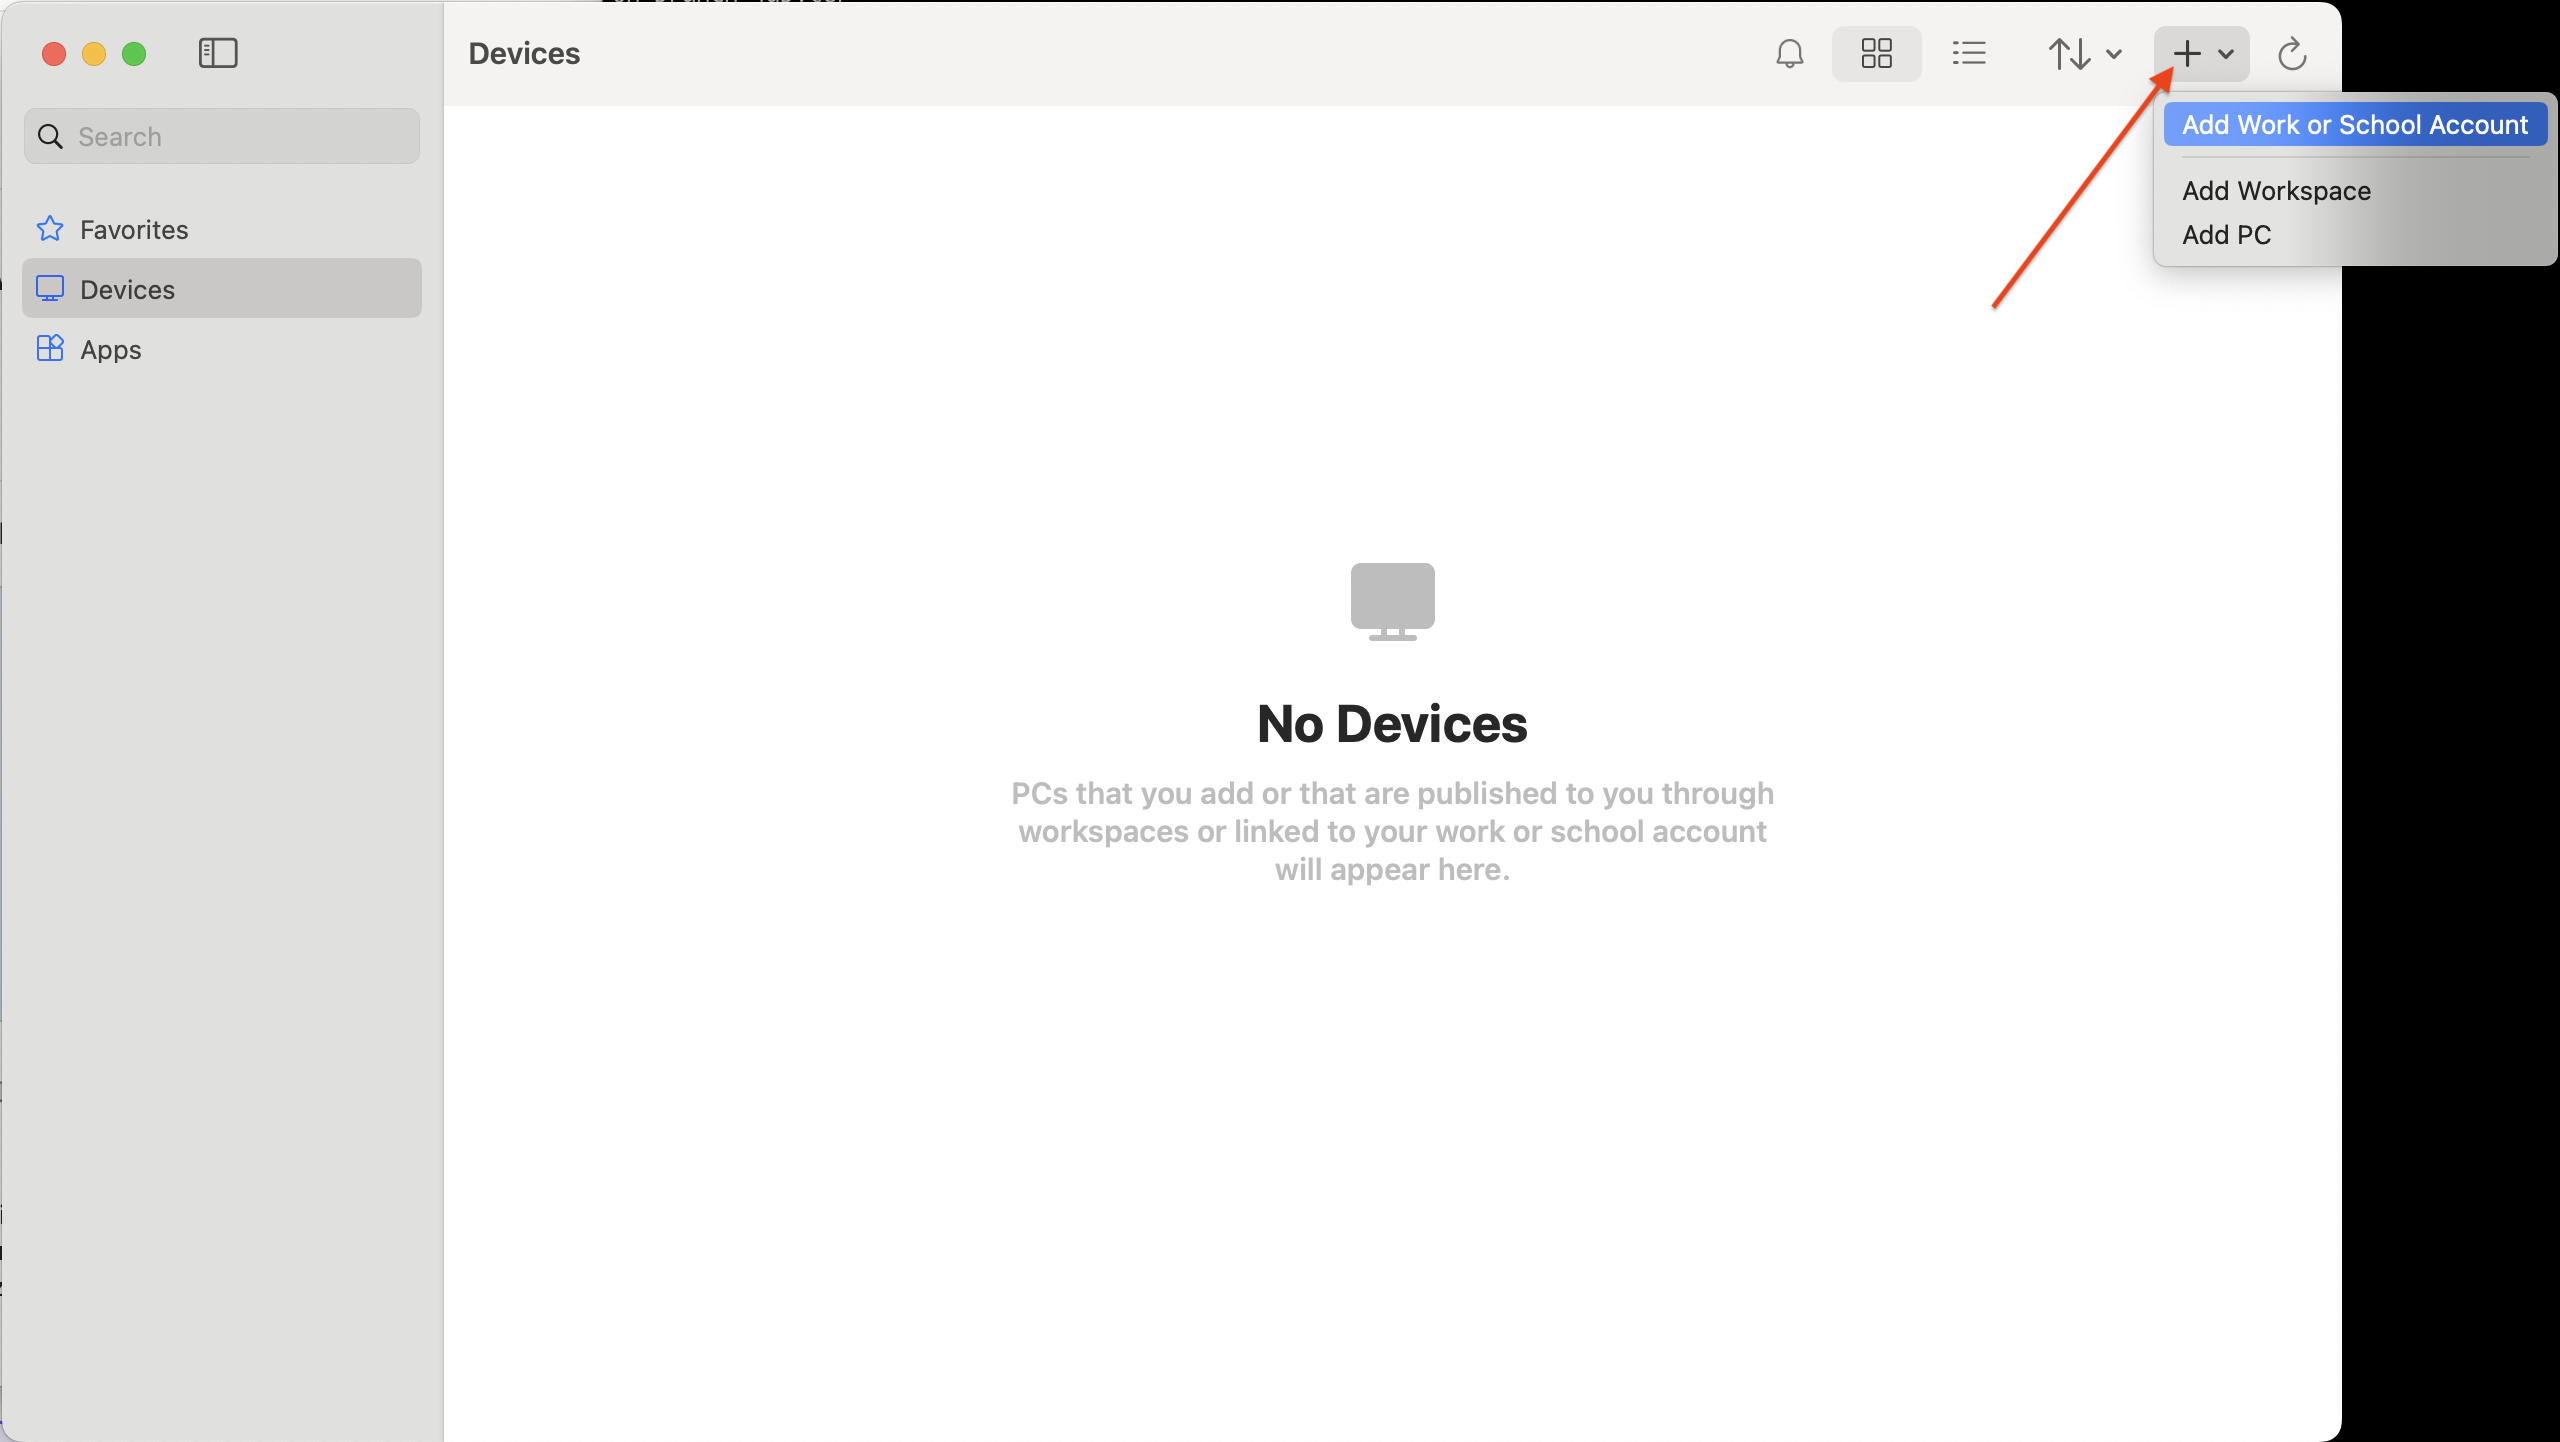 Devices
Search
Favorites
Devices
Apps
Add Work or School Account
Add Workspace
Add PC
No Devices
PCs that you add or that are published to you through
workspaces or linked to your work or school account
will appear here.